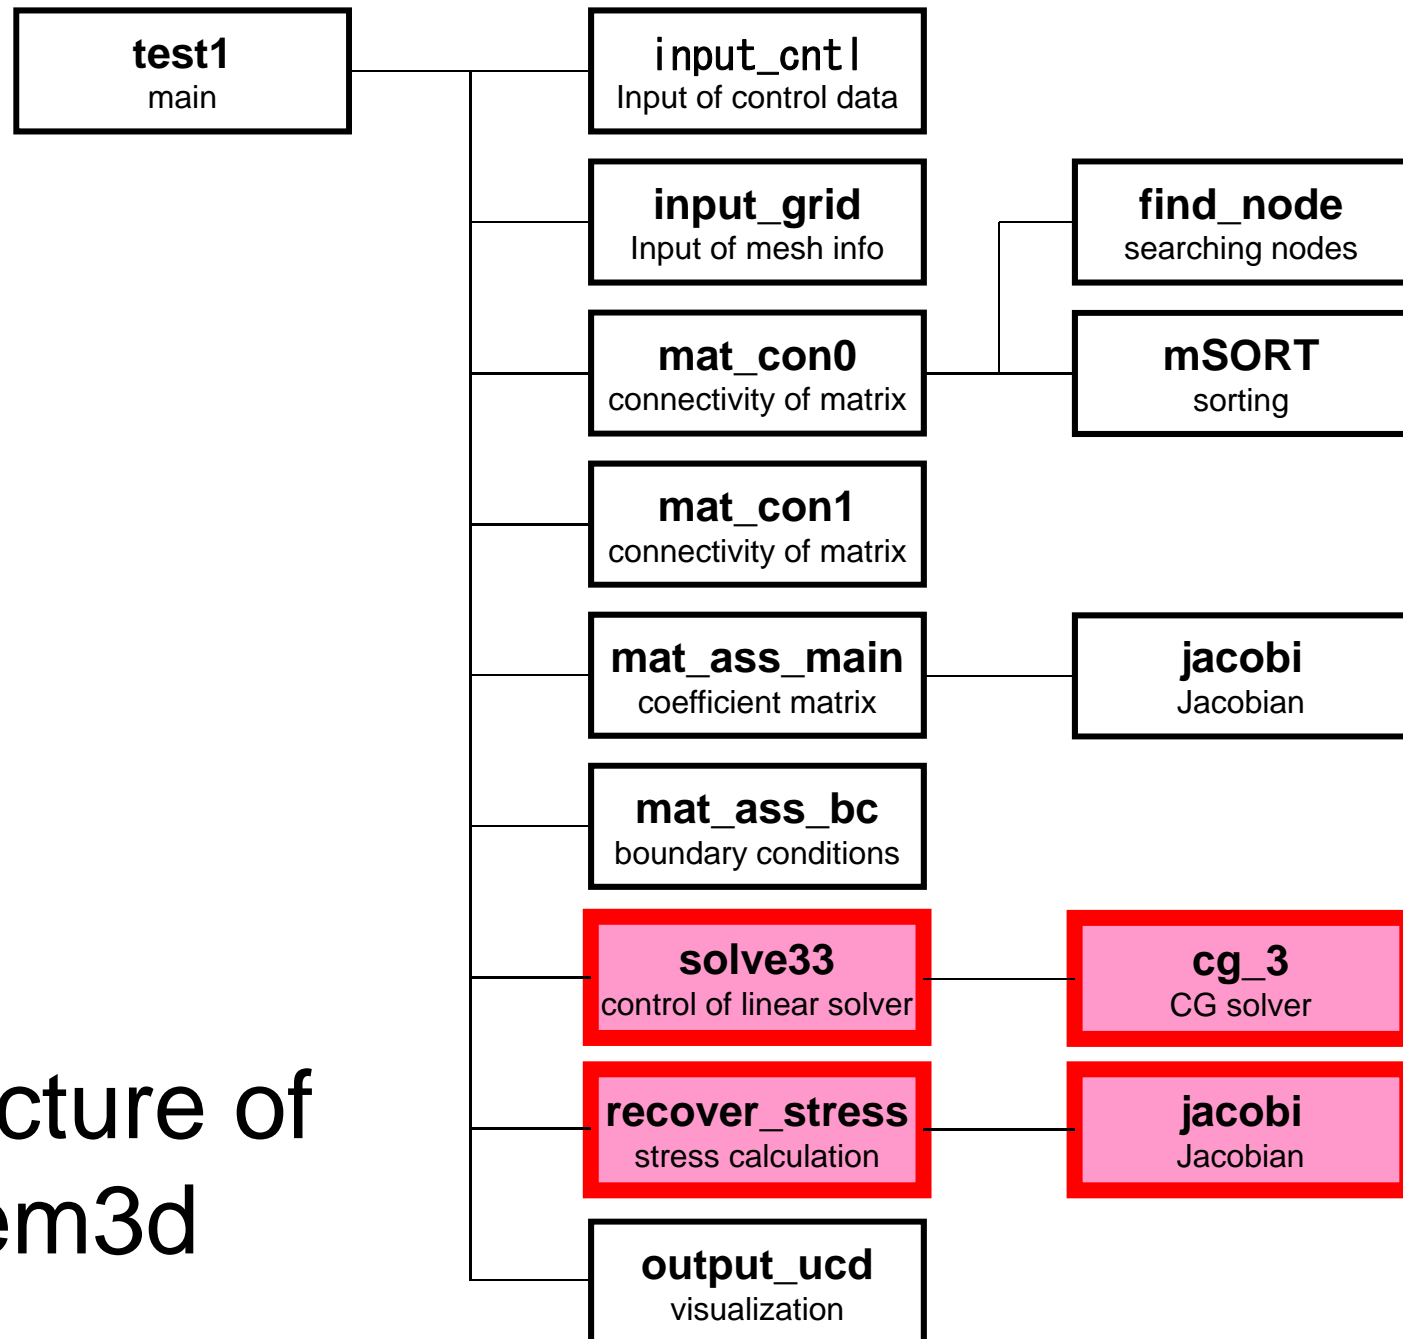 test1
main
input_cntl
Input of control data
input_grid
Input of mesh info
find_node
searching nodes
mat_con0
connectivity of matrix
mSORT
sorting
mat_con1
connectivity of matrix
mat_ass_main
coefficient matrix
jacobi
Jacobian
mat_ass_bc
boundary conditions
solve33
control of linear solver
cg_3
CG solver
recover_stress
stress calculation
jacobi
Jacobian
output_ucd
visualization
cture of
em3d